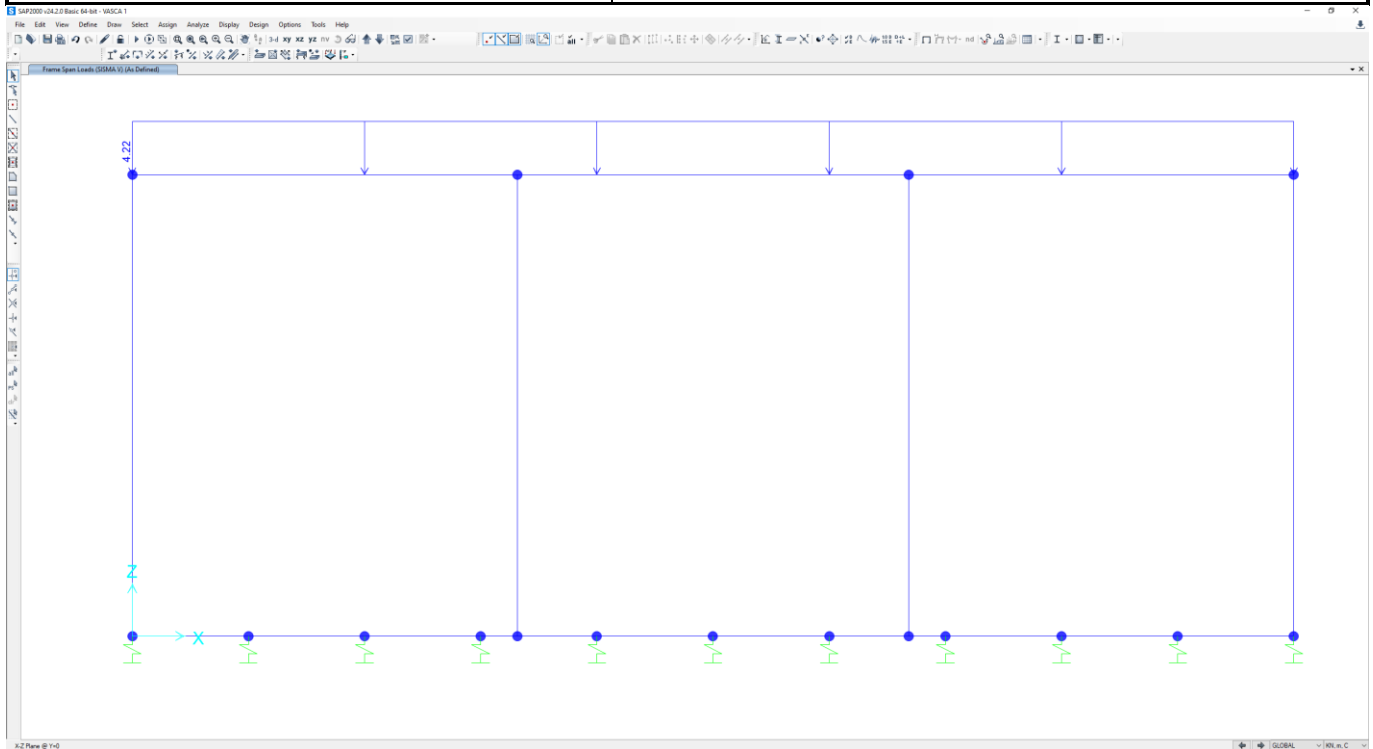 SAP2000 v24.2.0 Basic 64-bit - VASCA 1
File Edit View Define Draw Select Assign Analyze Display Design Options Tools Help
3-d xy xz yz nv
all
nd
Frame Span Loads (SISMA V) (As Defined)
4.22
Z
X
X-Z Plane @ Y=0
GLOBAL
KN, m, C